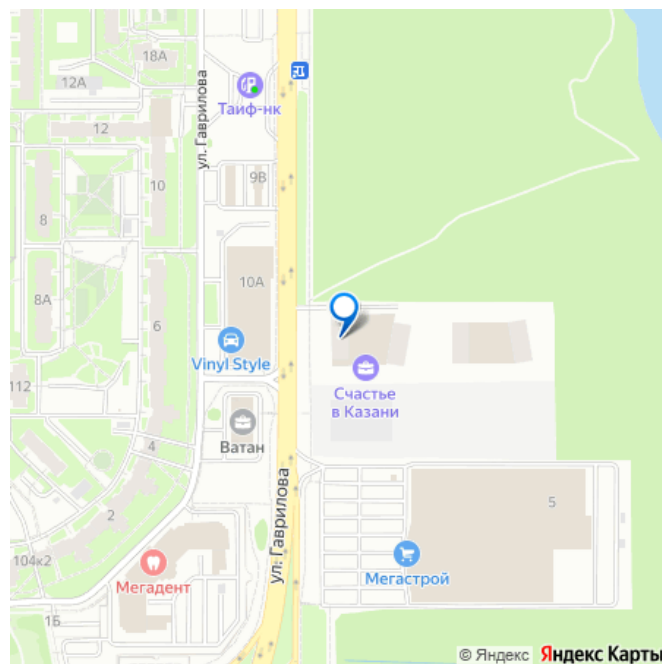 18А
12А
Таиф-нк
ул. Гаврилова
12
9В
10
8
10А
8А
6
Vinyl Style
112
Счастье
в Казани
Ватан
4
ул. Гаврилова
2
5
104к2
Мегастрой
Мегадент
1Б
© Яндекс Яндекс Карты